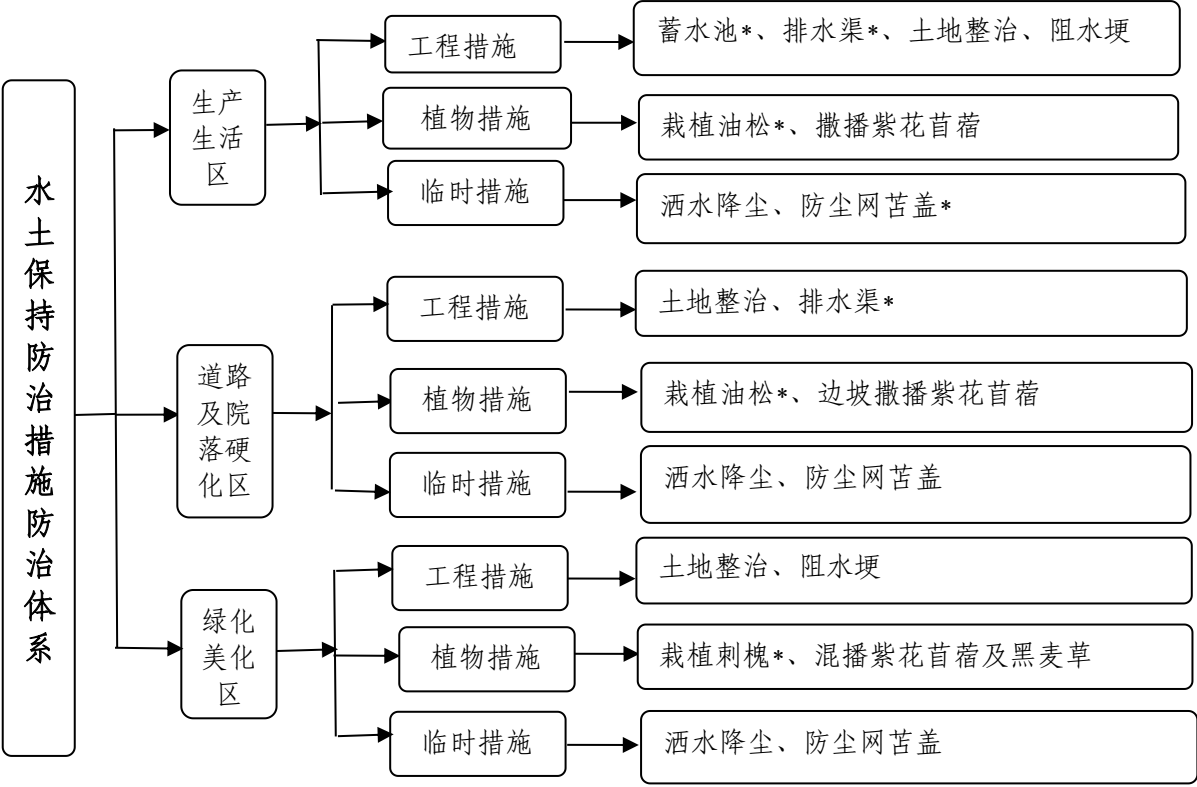 水土保持防治措施防治体系
生产
生活
区
工程措施
蓄水池*、排水渠*、土地整治、阻水埂
植物措施
栽植油松*、撒播紫花苜蓿
临时措施
洒水降尘、防尘网苫盖*
道路
及院
落硬
化区
工程措施
土地整治、排水渠*
植物措施
栽植油松*、边坡撒播紫花苜蓿
临时措施
洒水降尘、防尘网苫盖
绿化
美化
区
工程措施
土地整治、阻水埂
植物措施
栽植刺槐*、混播紫花苜蓿及黑麦草
临时措施
洒水降尘、防尘网苫盖